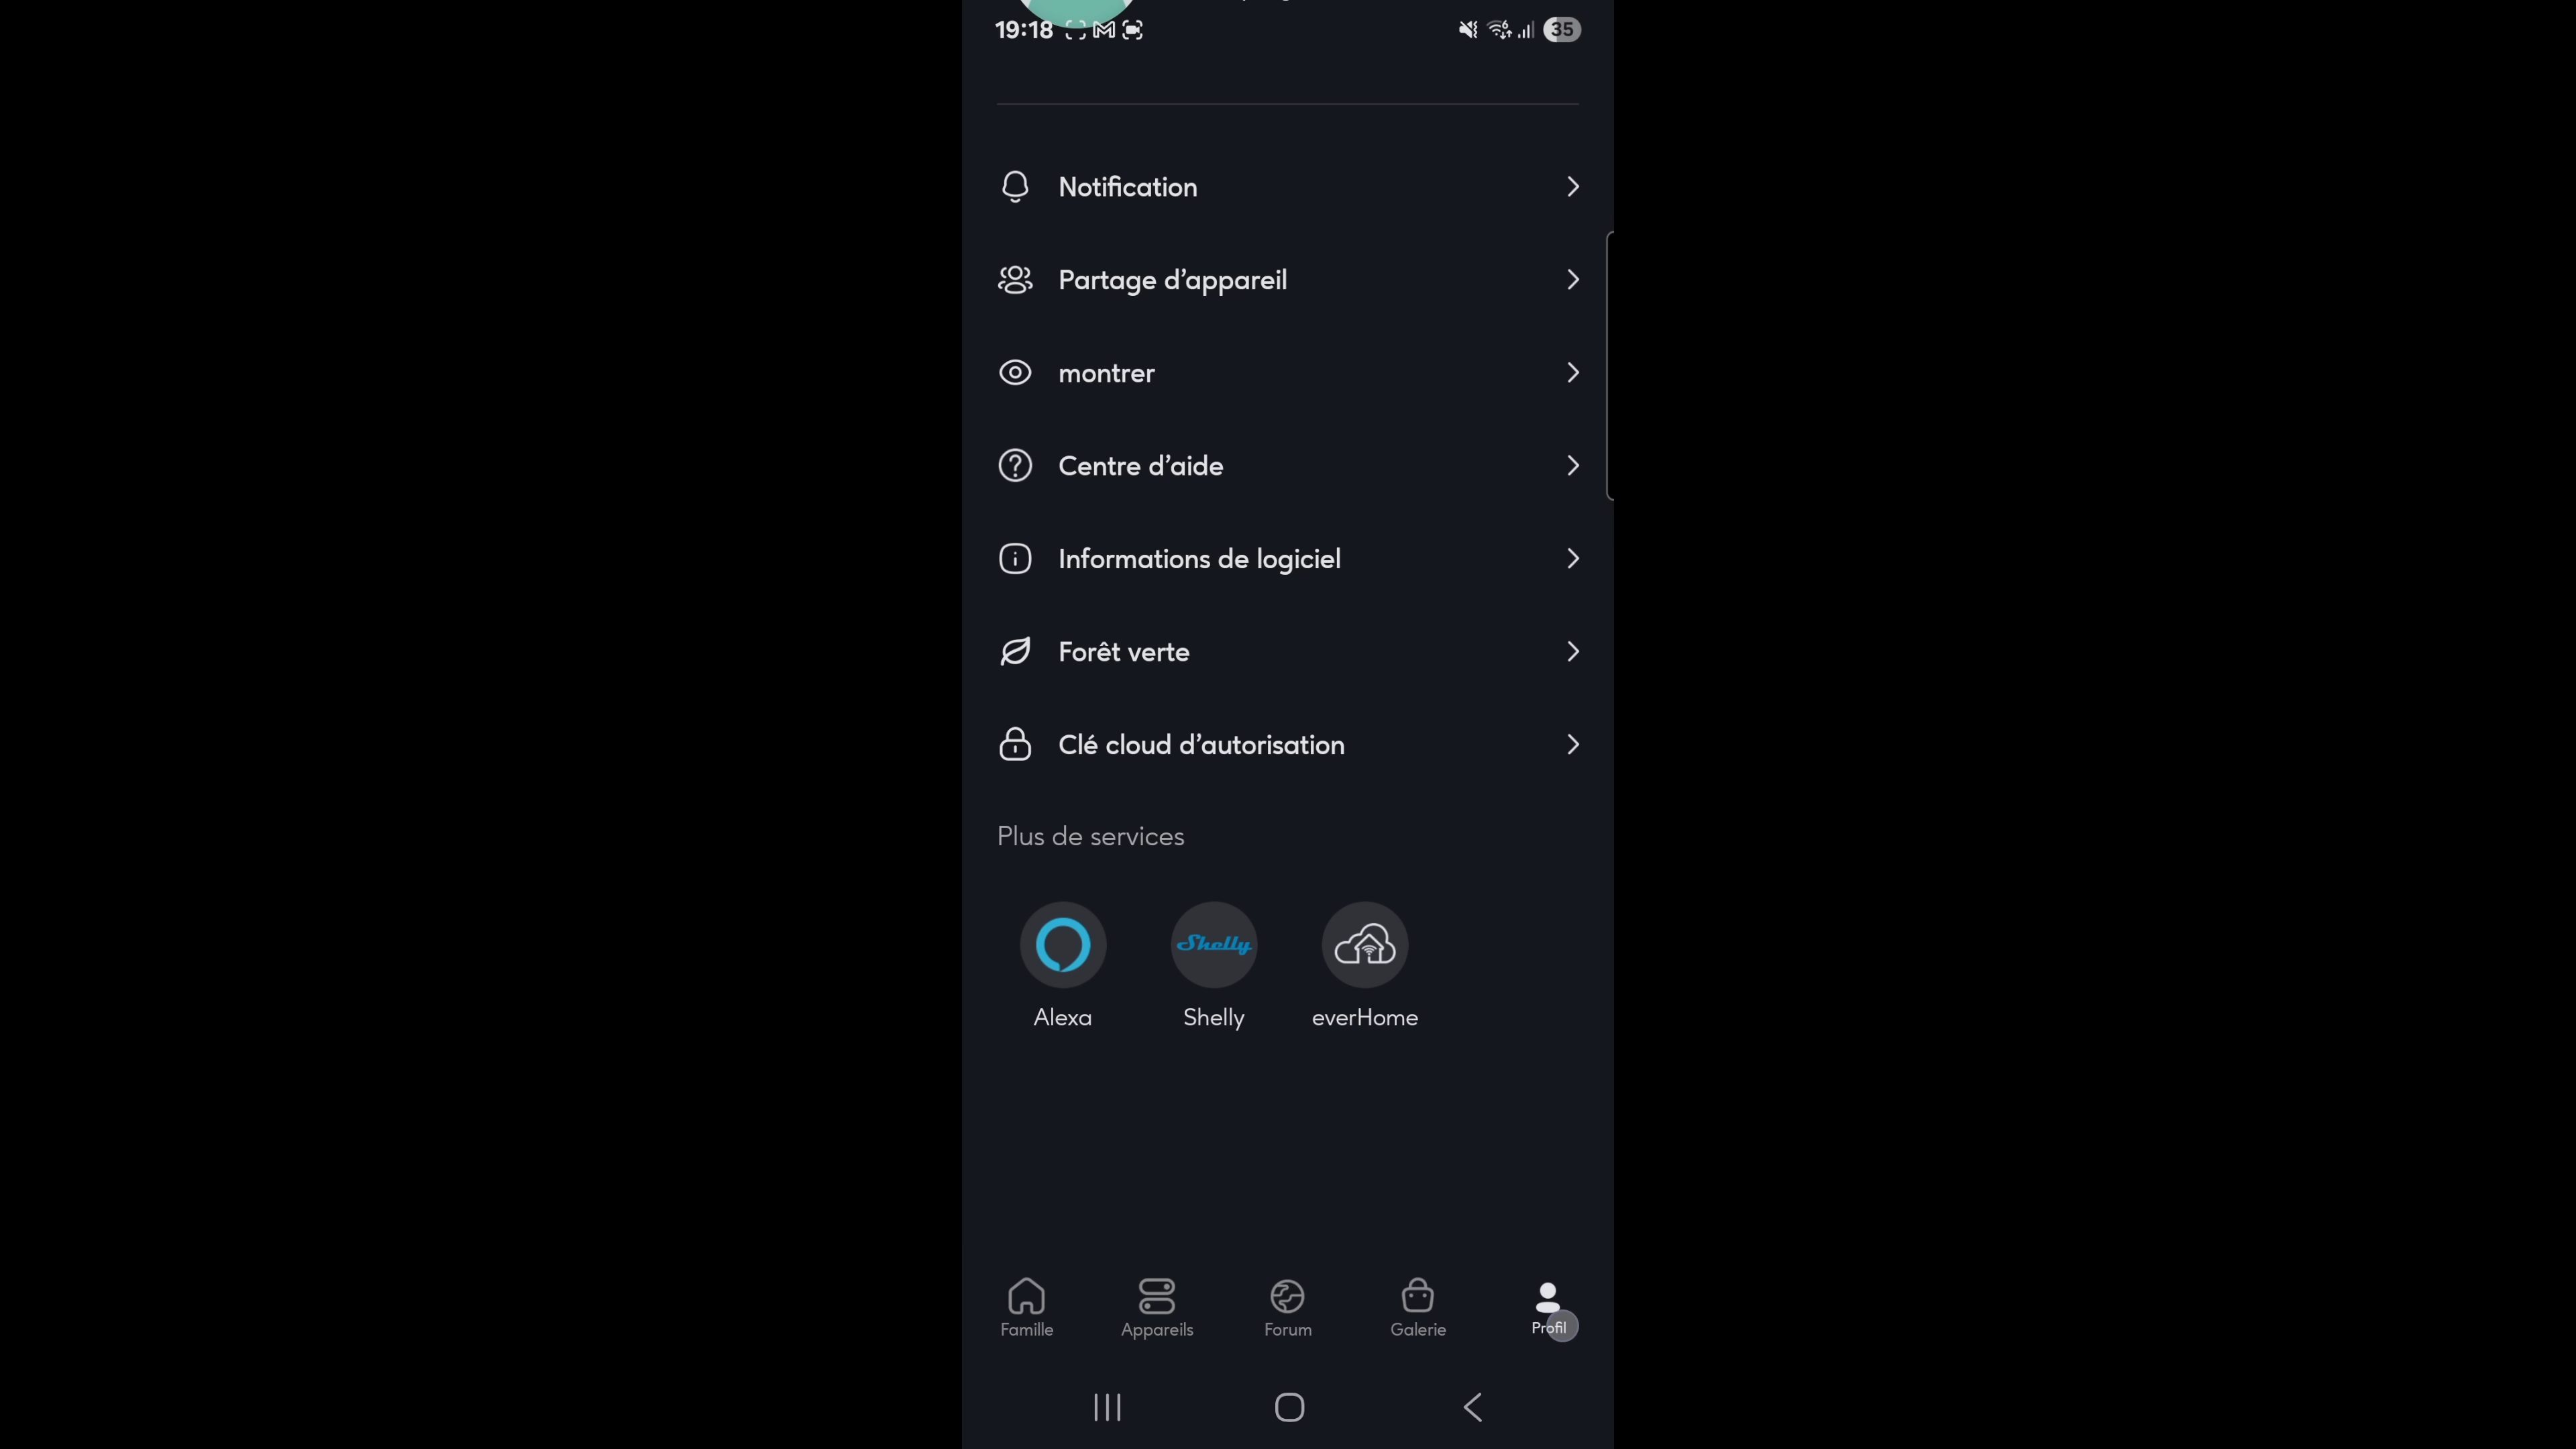 19:18
35
Notification
Partage d’appareil
montrer
Centre d’aide
Informations de logiciel
Forêt verte
Clé cloud d’autorisation
Plus de services
Shelly
Alexa
Shelly
everHome
Famille
Appareils
Forum
Galerie
Profil